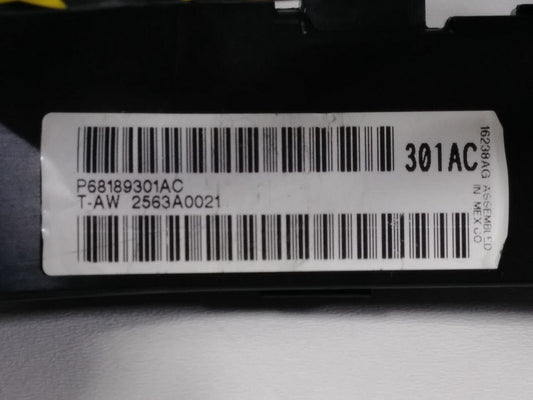 301AC
P68189301AC
T-AW 2563A0021
16238AG ASSEMBLED
IN MEXICO